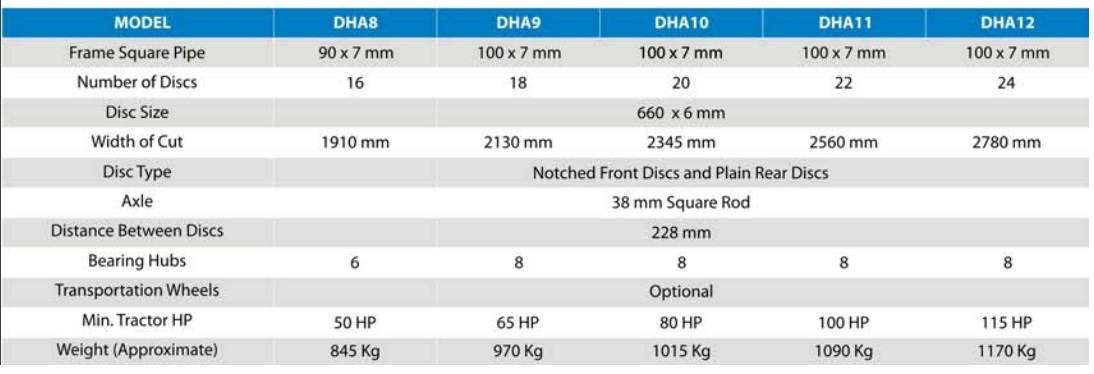 MODEL DHA8 DHA9 DHA10 DHA11 DHA12
Frame Square Pipe 90 x 7 mm 100 x 7 mm 100 x 7 mm 100 x 7 mm 100 x 7 mm
Number of Discs 16 18 20 22 24
Disc Size 660 x 6 mm
Width of Cut 1910 mm 2130 mm 2345 mm 2560 mm 2780 mm
Disc Type Notched Front Discs and Plain Rear Discs
Axle 38 mm Square Rod
Distance Between Discs 228 mm
Bearing Hubs 6 8 8 8 8
Transportation Wheels Optional
Min. Tractor HP 50 HP 65 HP 80 HP 100 HP 115 HP
Weight (Approximate) 845 Kg 970 Kg 1015 Kg 1090 Kg 1170 Kg